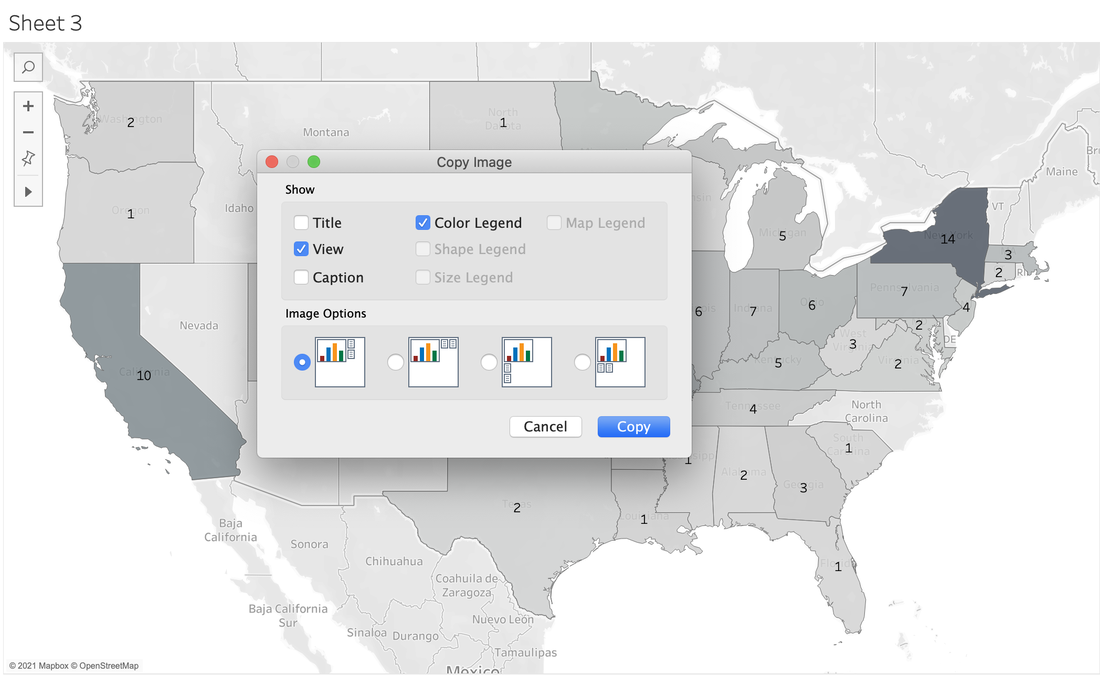 Sheet 3
Washington
2
North
Dakota
1
Montana
Oregon
1
Idaho
Maine
VT
Michigan
5
New York
14
3
2
RI
Nevada
California
10
Copy Image
Show
Title
Color Legend
Map Legend
View
Shape Legend
Caption
Size Legend
Image Options
Cancel
Copy
6
Indiana
7
Ohio
6
Pennsylvania
7
4
2
DE
West
Virginia
3
Virginia
2
Kentucky
5
Tennessee
4
North
Carolina
South
Carolina
1
1
Alabama
2
Georgia
3
Texas
2
Louisiana
1
Florida
1
Baja
California
Sonora
Chihuahua
Coahuila de
Zaragoza
Baja California
Sur
Nuevo León
Sinaloa
Durango
Tamaulipas
Mexico
© 2021 Mapbox © OpenStreetMap